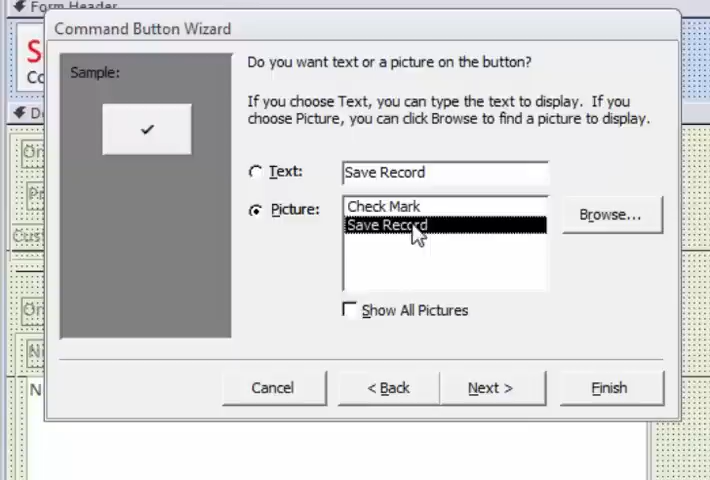 Form Header
Command Button Wizard
Sample:
Do you want text or a picture on the button?
If you choose Text, you can type the text to display. If you
choose Picture, you can click Browse to find a picture to display.
Text:
Save Record
Picture:
Check Mark
Save Record
Browse...
Show All Pictures
Cancel
< Back
Next >
Finish